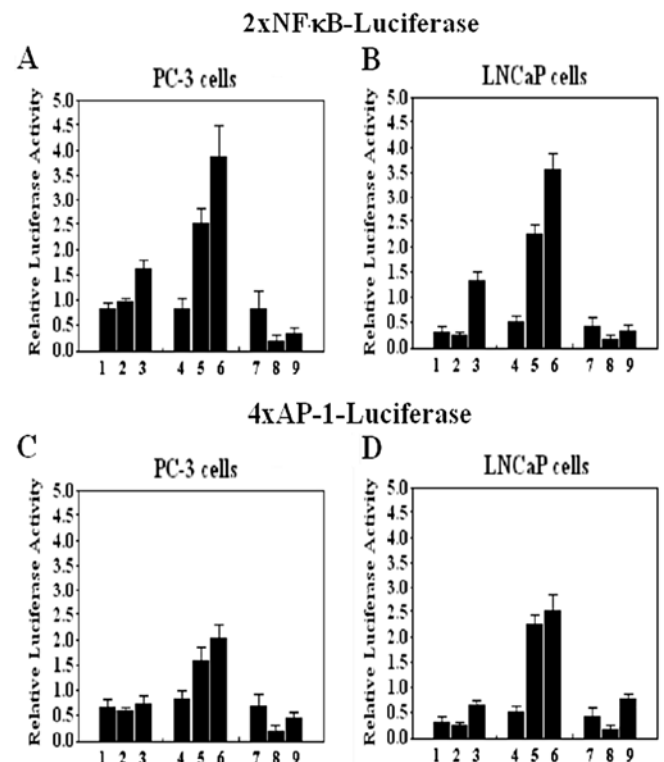 2xNF-κB-Luciferase
A
PC-3 cells
Relative Luciferase Activity
5.0
4.5
4.0
3.5
3.0
2.5
2.0
1.5
1.0
0.5
0.0
1 2 3 4 5 6 7 8 9
B
LNCaP cells
Relative Luciferase Activity
5.0
4.5
4.0
3.5
3.0
2.5
2.0
1.5
1.0
0.5
0.0
1 2 3 4 5 6 7 8 9
4xAP-1-Luciferase
C
PC-3 cells
Relative Luciferase Activity
5.0
4.5
4.0
3.5
3.0
2.5
2.0
1.5
1.0
0.5
0.0
1 2 3 4 5 6 7 8 9
D
LNCaP cells
Relative Luciferase Activity
5.0
4.5
4.0
3.5
3.0
2.5
2.0
1.5
1.0
0.5
0.0
1 2 3 4 5 6 7 8 9